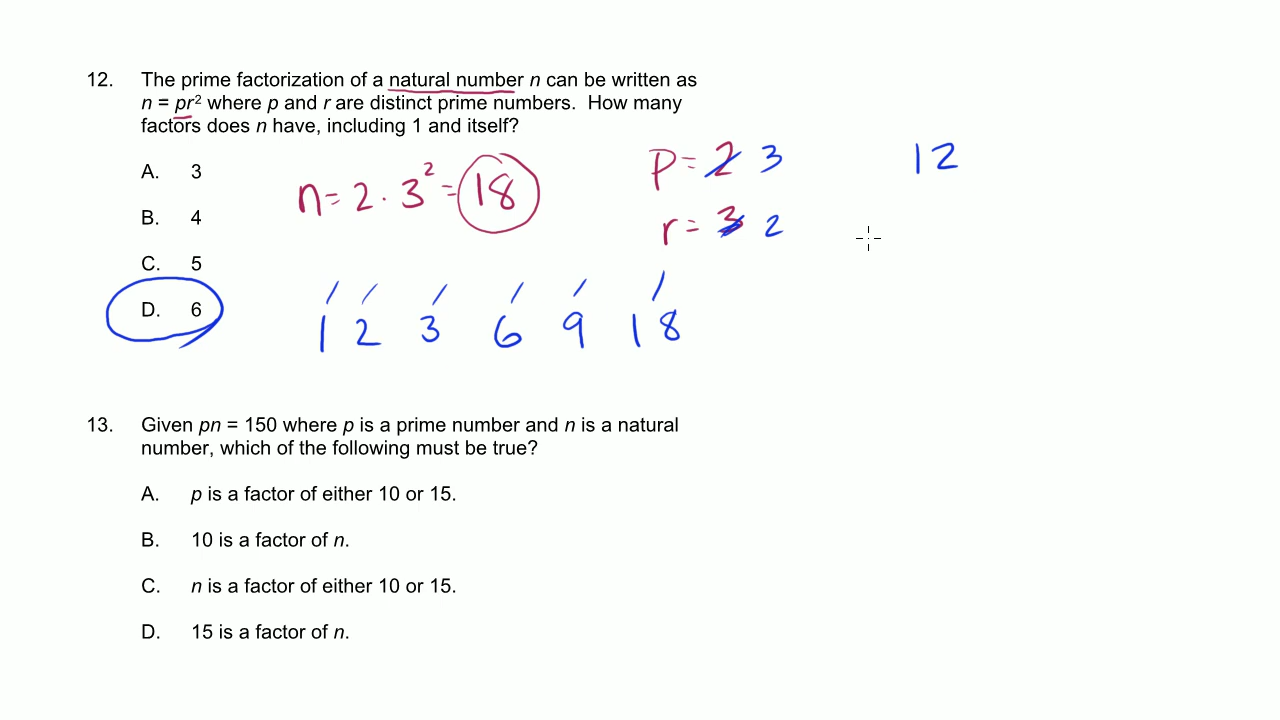 12. The prime factorization of a natural number n can be written as
n = pr² where p and r are distinct prime numbers. How many
factors does n have, including 1 and itself?
A. 3
B. 4
C. 5
D. 6
n = 2 · 3² = 18
p = 2 3
r = 3 2
12
1 2 3 6 9 18
13. Given pn = 150 where p is a prime number and n is a natural
number, which of the following must be true?
A. p is a factor of either 10 or 15.
B. 10 is a factor of n.
C. n is a factor of either 10 or 15.
D. 15 is a factor of n.